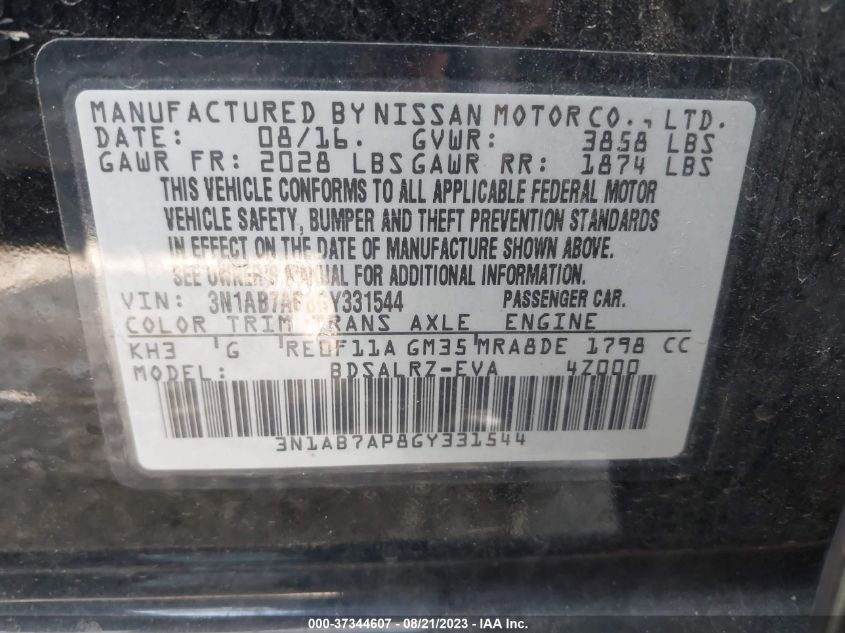 MANUFACTURED BY NISSAN MOTOR CO., LTD.
DATE: 08/16. GVWR: 3858 LBS
GAWR FR: 2028 LBS GAWR RR: 1874 LBS
THIS VEHICLE CONFORMS TO ALL APPLICABLE FEDERAL MOTOR
VEHICLE SAFETY, BUMPER AND THEFT PREVENTION STANDARDS
IN EFFECT ON THE DATE OF MANUFACTURE SHOWN ABOVE.
SEE OWNER'S MANUAL FOR ADDITIONAL INFORMATION.
VIN: 3N1AB7AP8GY331544 PASSENGER CAR.
COLOR TRIM TRANS AXLE ENGINE
KH3 'G 'RE0F11A GM35'MRA8DE 1798 CC
MODEL: BDSALRZ-EVA 4Z000
3N1AB7AP8GY331544
000-37344607 - 08/21/2023 - Copyright © IAA, Inc.